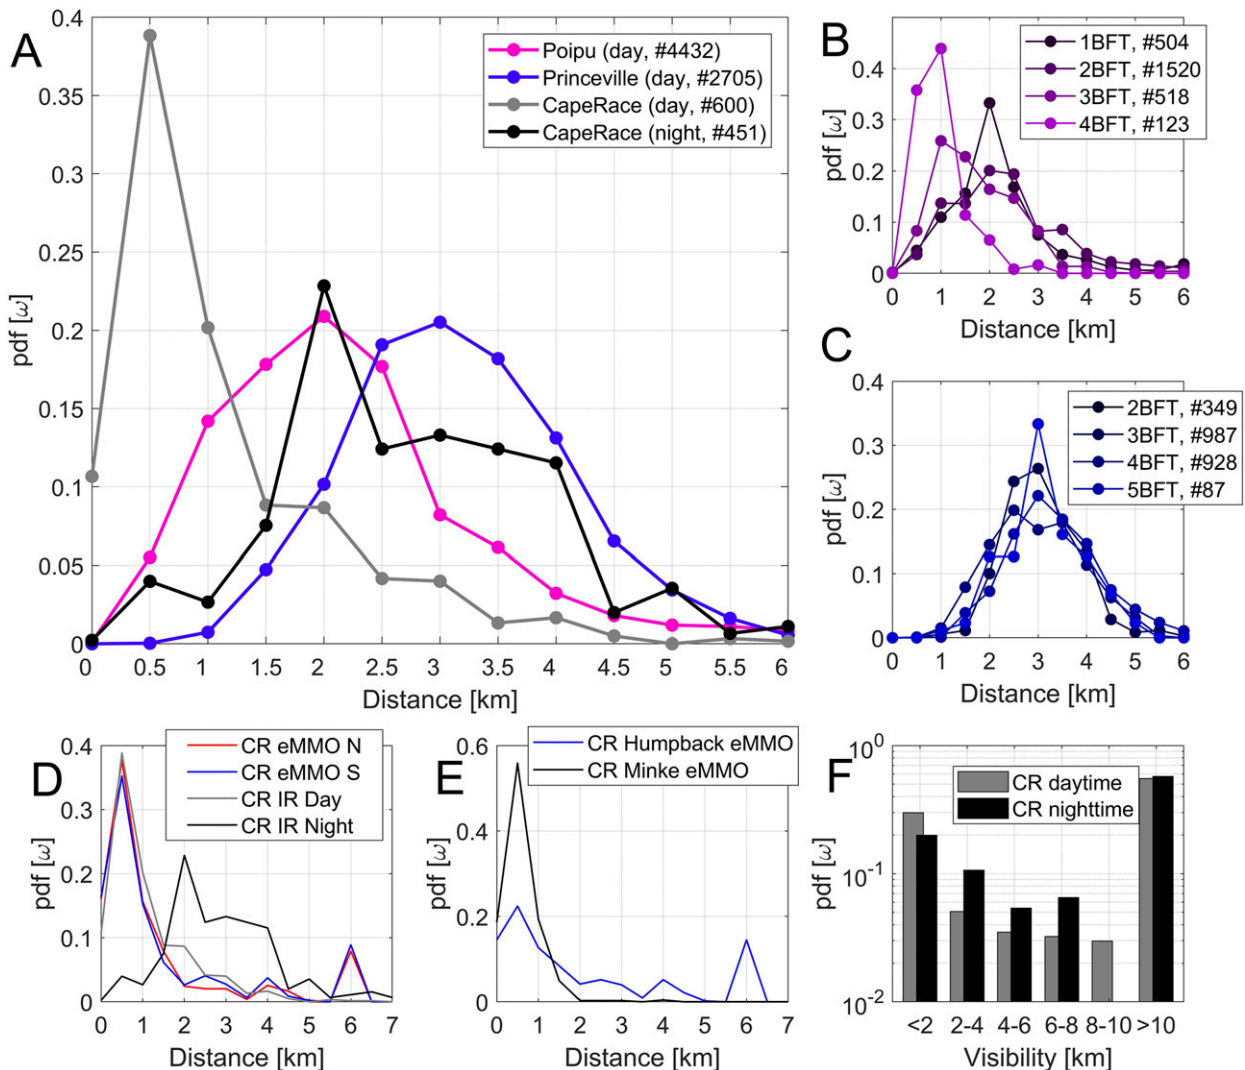 A
0.4
0.35
0.3
0.25
0.2
0.15
0.1
0.05
0
pdf [ω]
Poipu (day, #4432)
Princeville (day, #2705)
CapeRace (day, #600)
CapeRace (night, #451)
0 0.5 1 1.5 2 2.5 3 3.5 4 4.5 5 5.5 6
Distance [km]
B
0.4
0.3
0.2
0.1
0
pdf [ω]
1BFT, #504
2BFT, #1520
3BFT, #518
4BFT, #123
0 1 2 3 4 5 6
Distance [km]
C
0.4
0.3
0.2
0.1
0
pdf [ω]
2BFT, #349
3BFT, #987
4BFT, #928
5BFT, #87
0 1 2 3 4 5 6
Distance [km]
D
0.4
0.3
0.2
0.1
0
pdf [ω]
CR eMMO N
CR eMMO S
CR IR Day
CR IR Night
0 1 2 3 4 5 6 7
Distance [km]
E
0.6
0.4
0.2
0
pdf [ω]
CR Humpback eMMO
CR Minke eMMO
0 1 2 3 4 5 6 7
Distance [km]
F
10^0
10^-1
10^-2
pdf [ω]
CR daytime
CR nighttime
<2 2-4 4-6 6-8 8-10 >10
Visibility [km]